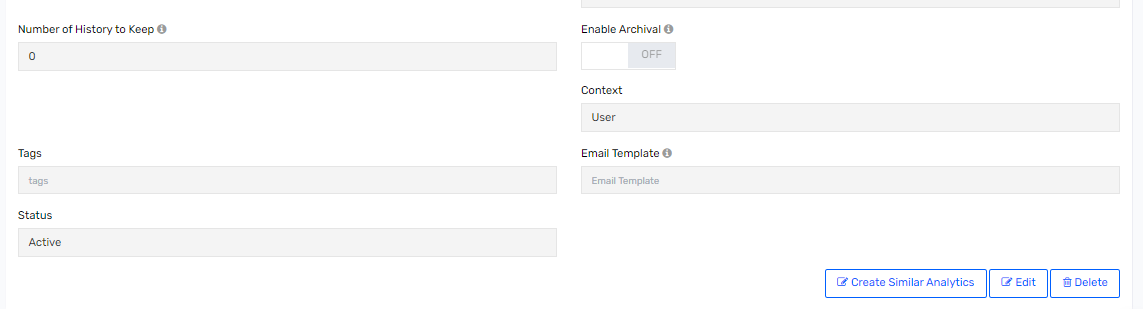 Number of History to Keep
Enable Archival
0
OFF
Context
User
Tags
Email Template
tags
Email Template
Status
Active
Create Similar Analytics
Edit
Delete